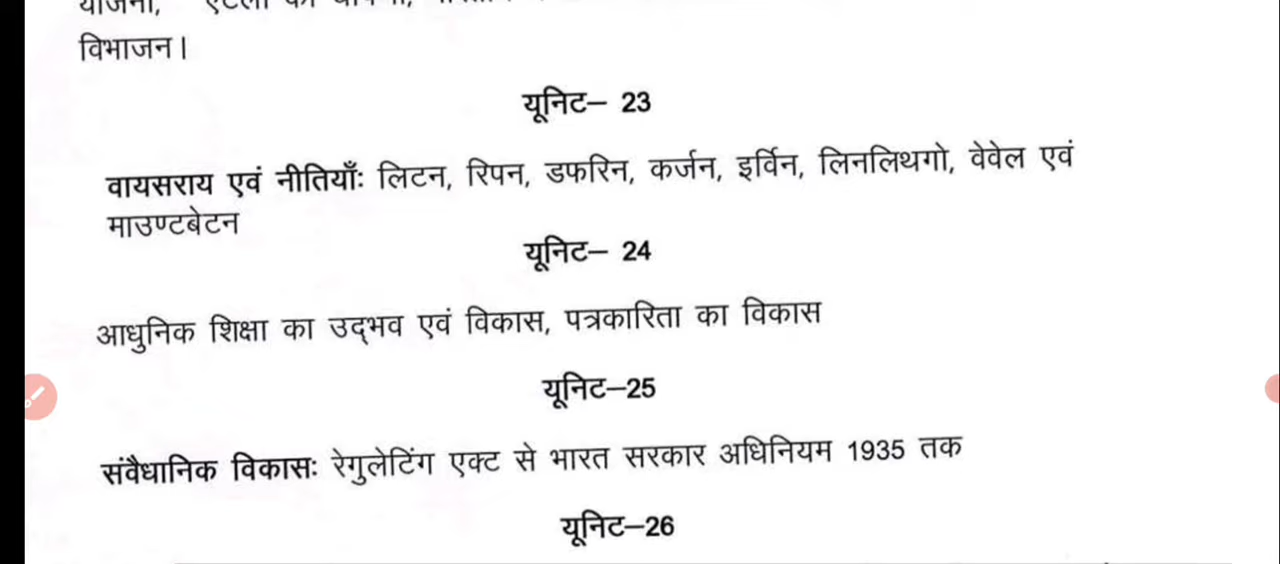 विभाजन।
यूनिट– 23
वायसराय एवं नीतियाँः लिटन, रिपन, डफरिन, कर्जन, इर्विन, लिनलिथगो, वेवेल एवं
माउण्टबेटन
यूनिट– 24
आधुनिक शिक्षा का उद्भव एवं विकास, पत्रकारिता का विकास
यूनिट–25
संवैधानिक विकासः रेगुलेटिंग एक्ट से भारत सरकार अधिनियम 1935 तक
यूनिट–26